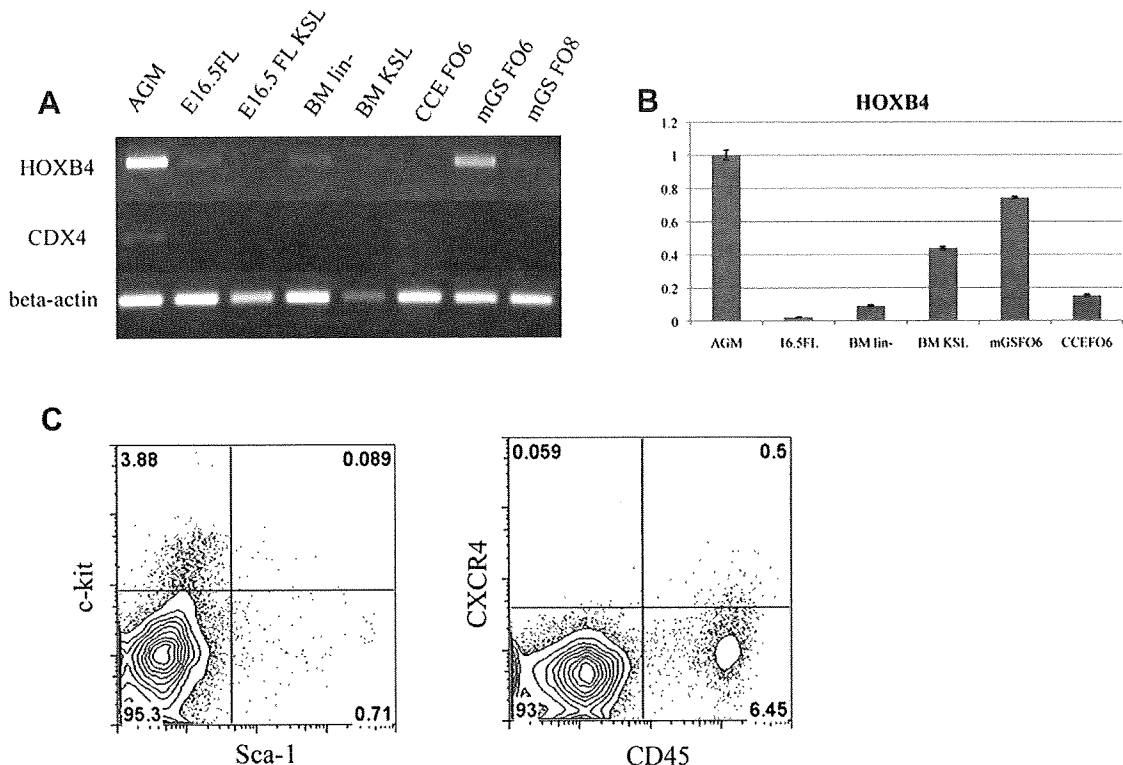 A
AGM
E16.5FL
E16.5 FL KSL
BM lin-
BM KSL
CCE FO6
mGS FO6
mGS FO8
HOXB4
CDX4
beta-actin
B
HOXB4
1.2
1
0.8
0.6
0.4
0.2
0
AGM
16.5FL
BM lin-
BM KSL
mGSFO6
CCEFO6
C
3.88
0.089
c-kit
95.3
0.71
Sca-1
0.059
0.5
CXCR4
93
6.45
CD45